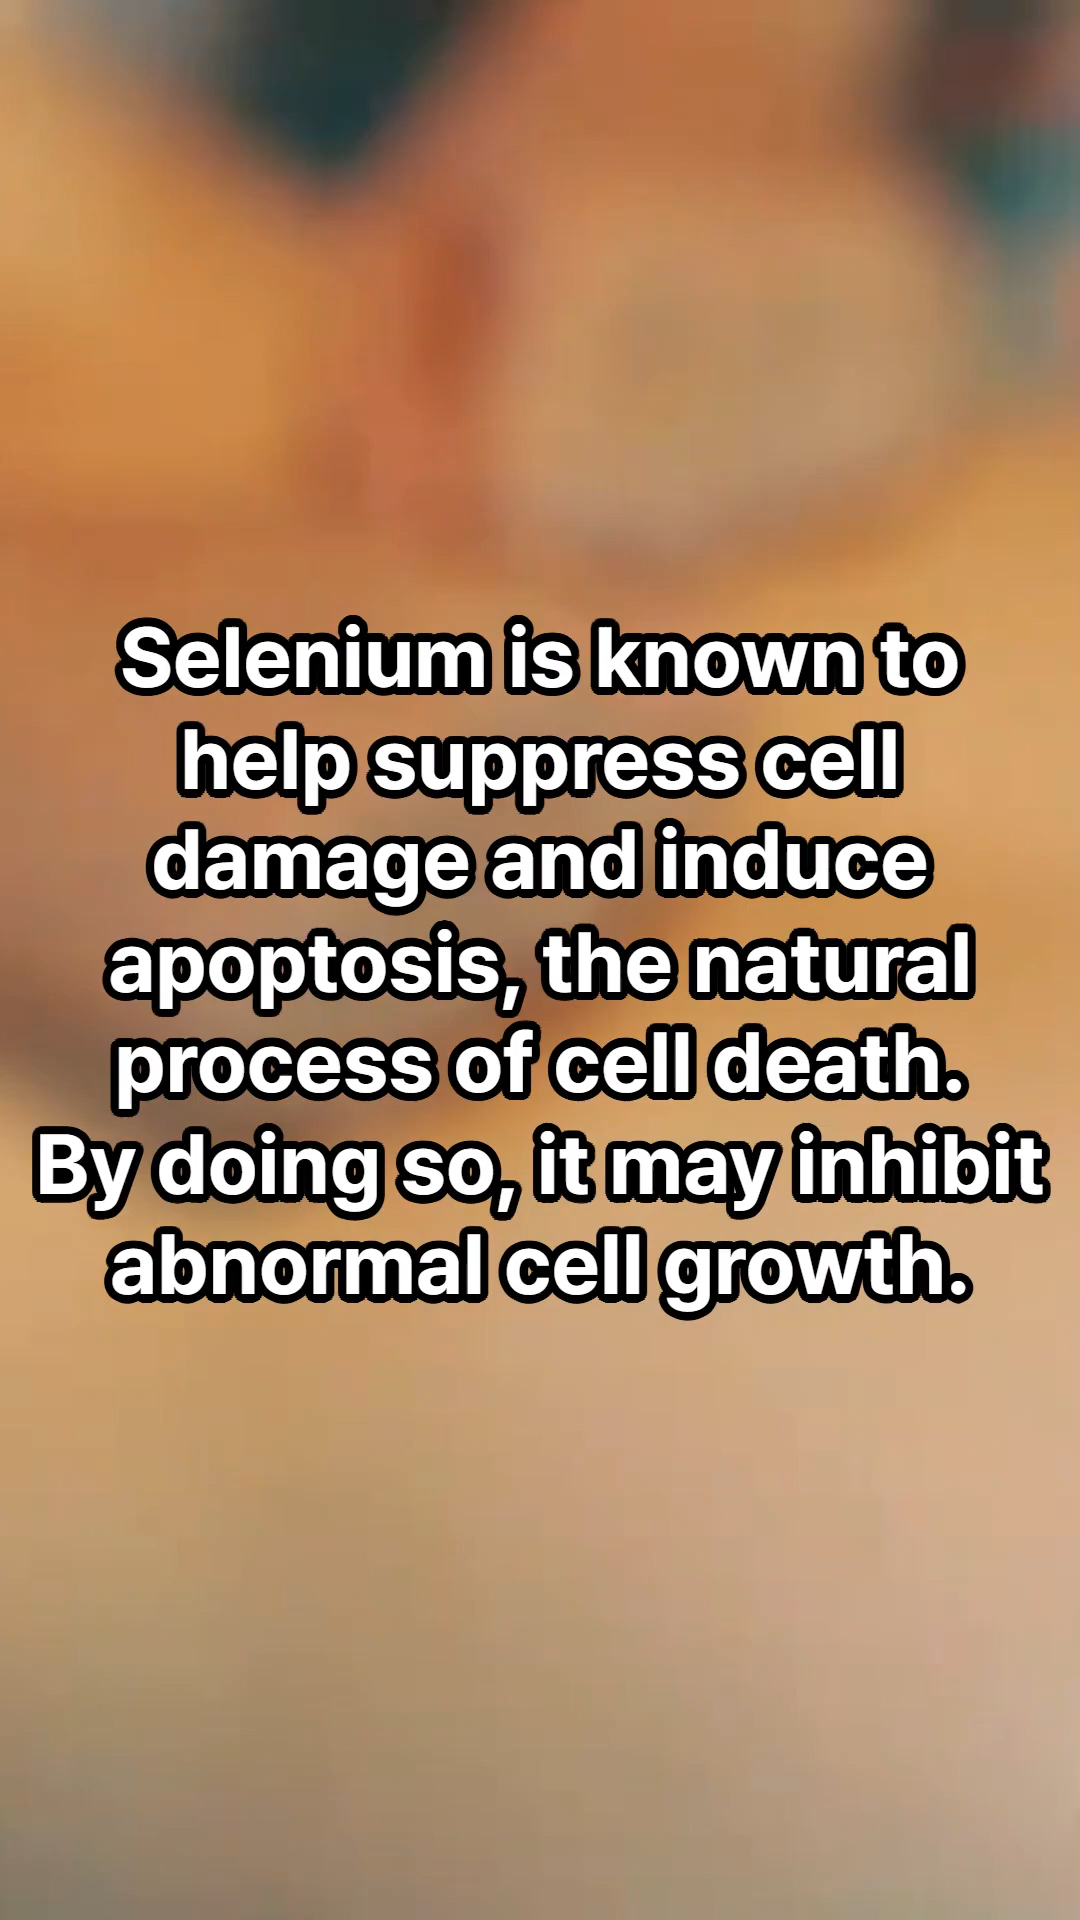 Selenium is known to
help suppress cell
damage and induce
apoptosis, the natural
process of cell death.
By doing so, it may inhibit
abnormal cell growth.